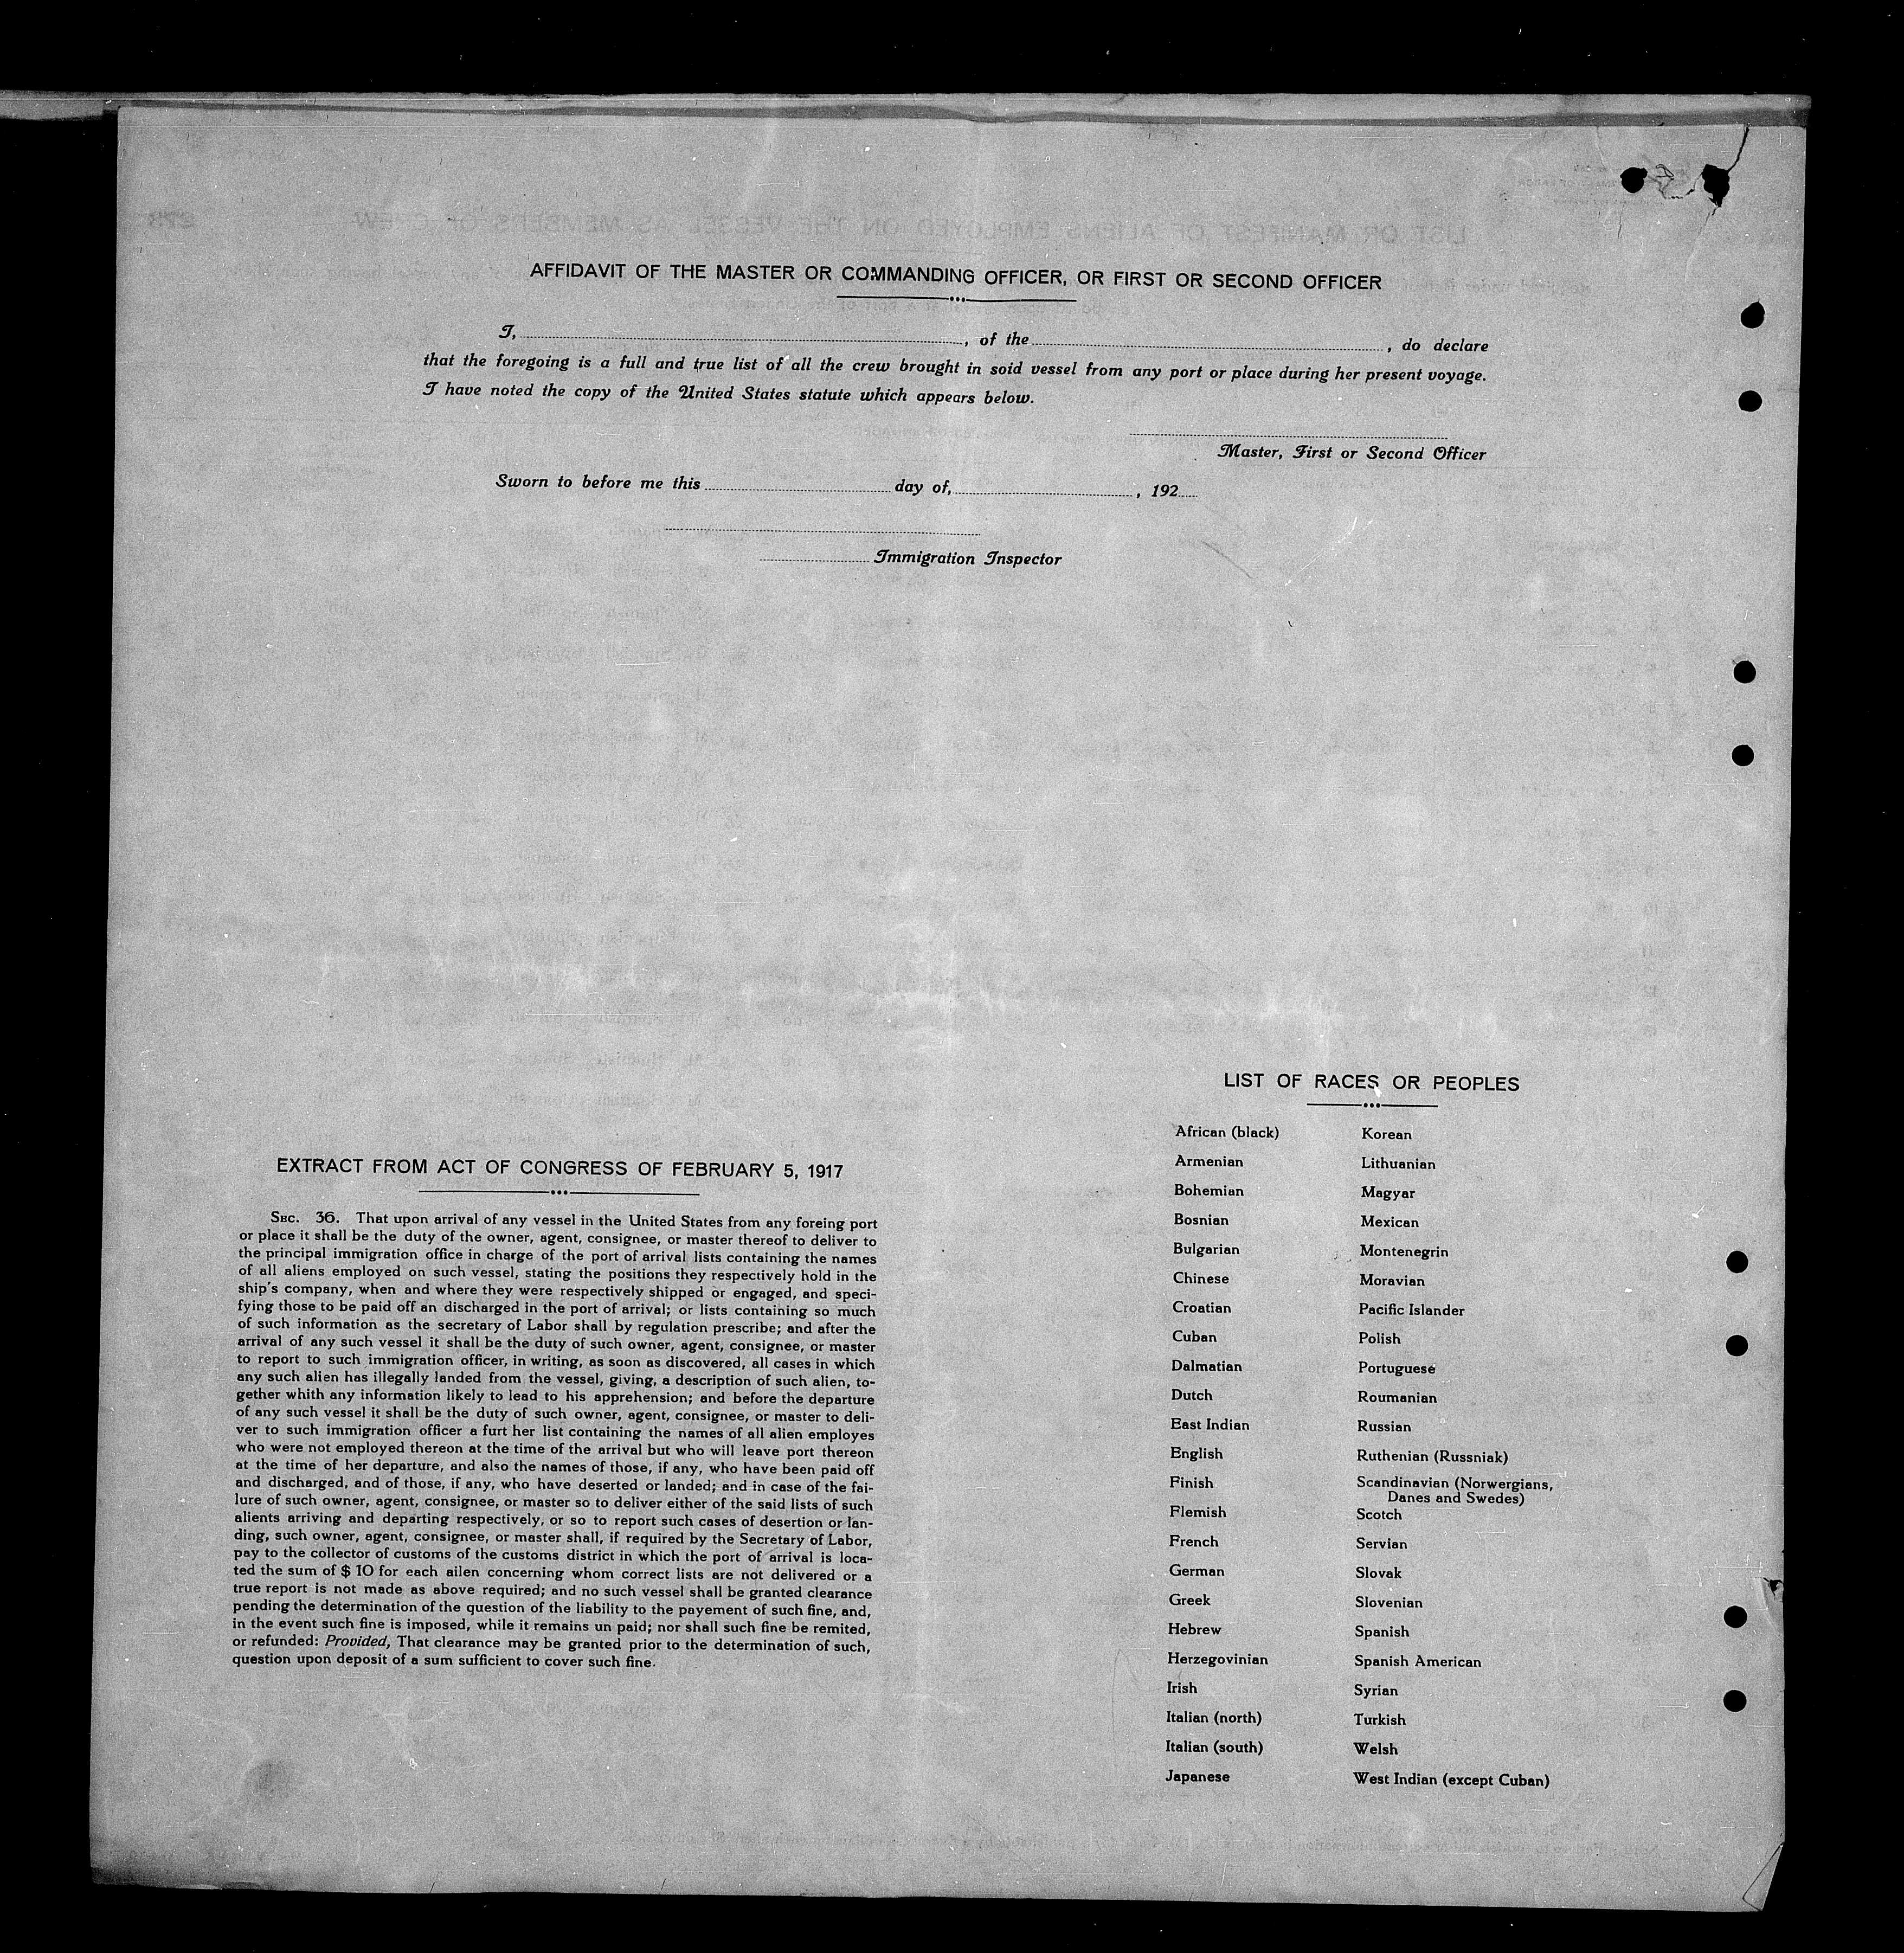 AFFIDAVIT OF THE MASTER OR COMMANDING OFFICER, OR FIRST OR SECOND OFFICER
I, , of the , do declare
that the foregoing is a full and true list of all the crew brought in soid vessel from any port or place during her present voyage.
I have noted the copy of the United States statute which appears below.
Master, First or Second Officer
Sworn to before me this day of, , 192
Immigration Inspector
EXTRACT FROM ACT OF CONGRESS OF FEBRUARY 5, 1917
SEC. 36. That upon arrival of any vessel in the United States from any foreing port
or place it shall be the duty of the owner, agent, consignee, or master thereof to deliver to
the principal immigration office in charge of the port of arrival lists containing the names
of all aliens employed on such vessel, stating the positions they respectively hold in the
ship's company, when and where they were respectively shipped or engaged, and speci-
fying those to be paid off an discharged in the port of arrival; or lists containing so much
of such information as the secretary of Labor shall by regulation prescribe; and after the
arrival of any such vessel it shall be the duty of such owner, agent, consignee, or master
to report to such immigration officer, in writing, as soon as discovered, all cases in which
any such alien has illegally landed from the vessel, giving, a description of such alien, to-
gether whith any information likely to lead to his apprehension; and before the departure
of any such vessel it shall be the duty of such owner, agent, consignee, or master to deli-
ver to such immigration officer a furt her list containing the names of all alien employes
who were not employed thereon at the time of the arrival but who will leave port thereon
at the time of her departure, and also the names of those, if any, who have been paid off
and discharged, and of those, if any, who have deserted or landed; and in case of the fai-
lure of such owner, agent, consignee, or master so to deliver either of the said lists of such
alients arriving and departing respectively, or so to report such cases of desertion or lan-
ding, such owner, agent, consignee, or master shall, if required by the Secretary of Labor,
pay to the collector of customs of the customs district in which the port of arrival is loca-
ted the sum of $ 10 for each ailen concerning whom correct lists are not delivered or a
true report is not made as above required; and no such vessel shall be granted clearance
pending the determination of the question of the liability to the payement of such fine, and,
in the event such fine is imposed, while it remains un paid; nor shall such fine be remited,
or refunded: Provided, That clearance may be granted prior to the determination of such,
question upon deposit of a sum sufficient to cover such fine.
LIST OF RACES OR PEOPLES
African (black)
Armenian
Bohemian
Bosnian
Bulgarian
Chinese
Croatian
Cuban
Dalmatian
Dutch
East Indian
English
Finish
Flemish
French
German
Greek
Hebrew
Herzegovinian
Irish
Italian (north)
Italian (south)
Japanese
Korean
Lithuanian
Magyar
Mexican
Montenegrin
Moravian
Pacific Islander
Polish
Portuguese
Roumanian
Russian
Ruthenian (Russniak)
Scandinavian (Norwergians,
Danes and Swedes)
Scotch
Servian
Slovak
Slovenian
Spanish
Spanish American
Syrian
Turkish
Welsh
West Indian (except Cuban)